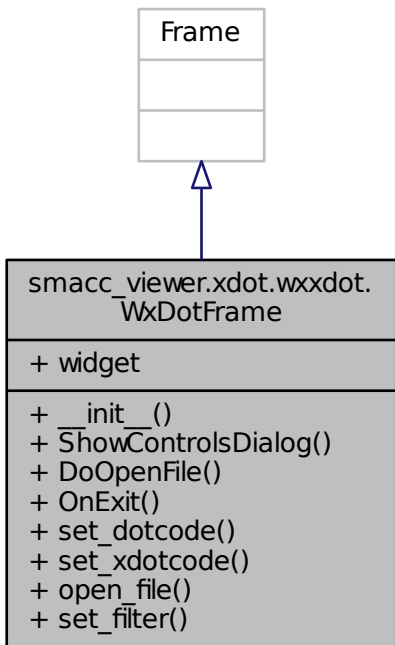 Frame
smacc_viewer.xdot.wxxdot.
WxDotFrame
+ widget
+ __init__()
+ ShowControlsDialog()
+ DoOpenFile()
+ OnExit()
+ set_dotcode()
+ set_xdotcode()
+ open_file()
+ set_filter()